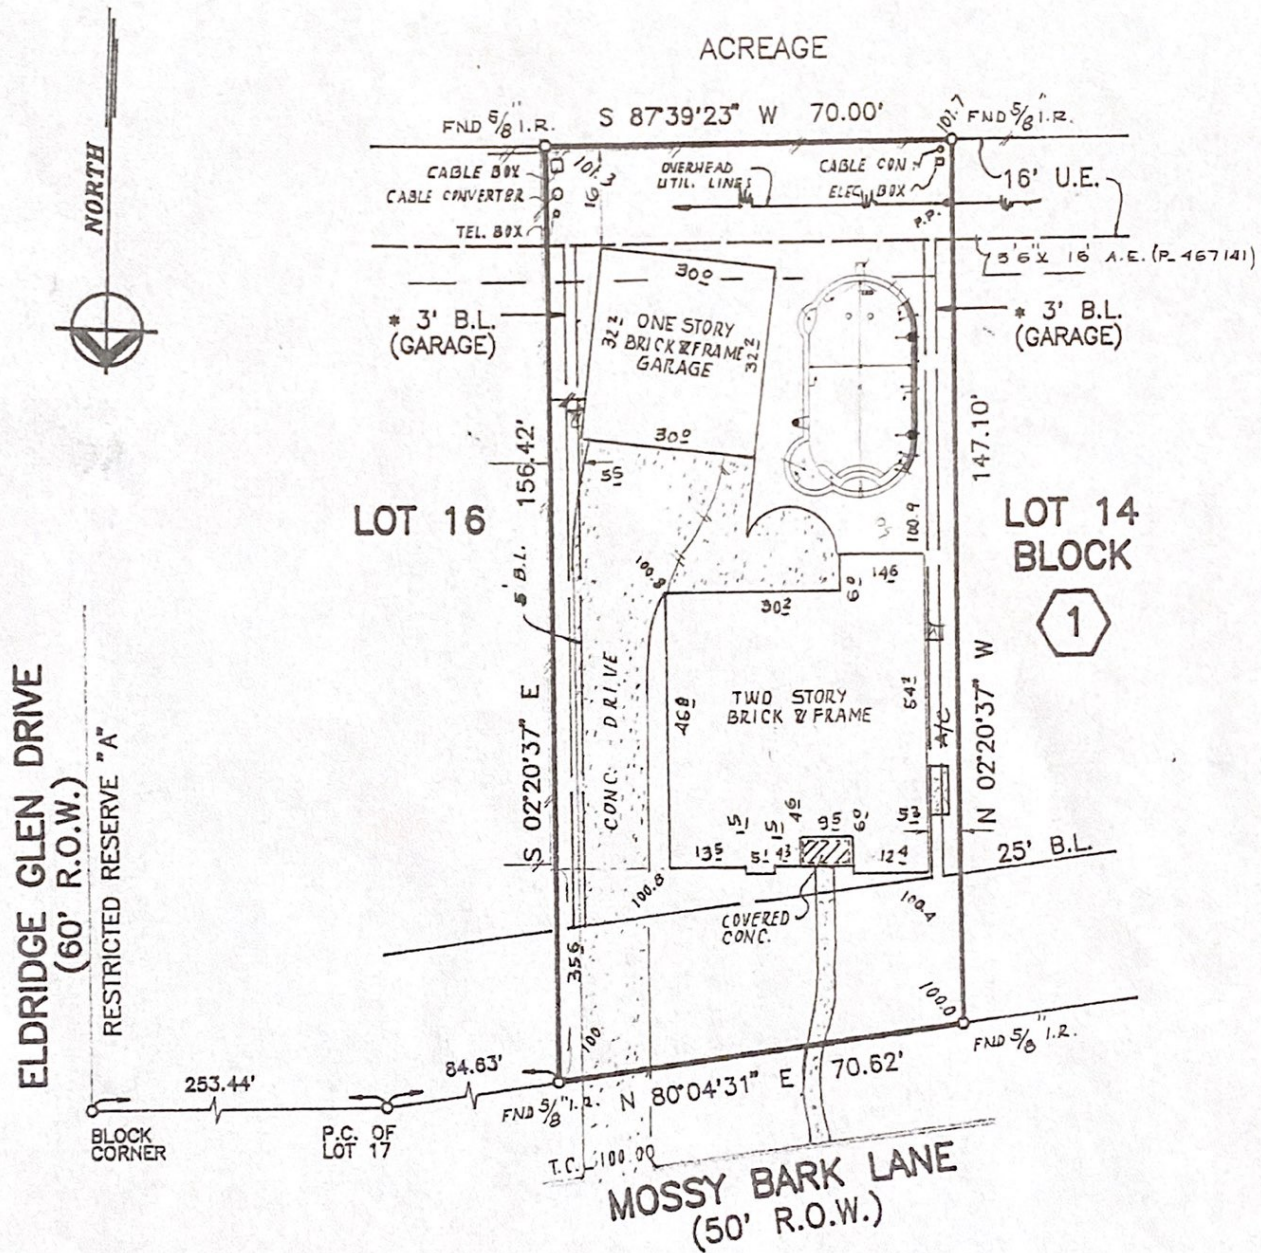 ACREAGE
S 87°39'23" W 70.00'
FND 5/8" I.R.
101.7
FND 5/8" I.R.
NORTH
CABLE BOX
CABLE CONVERTOR
TEL. BOX
101.3
16
OVERHEAD
UTIL. LINES
CABLE CON.
ELEC. BOX
P.P.
16' U.E.
5'6" X 16' A.E. (P-467141)
* 3' B.L.
(GARAGE)
30.0
32.2
ONE STORY
BRICK & FRAME
GARAGE
32.2
30.0
* 3' B.L.
(GARAGE)
156.42'
147.10'
5.5
LOT 16
LOT 14
BLOCK
1
100.9
100.8
5' B.L.
14.6
6.0
30.2
S 02°20'37" E
CONC. DRIVE
46.8
TWO STORY
BRICK & FRAME
54.3
A/C
N 02°20'37" W
ELDRIDGE GLEN DRIVE
(60' R.O.W.)
RESTRICTED RESERVE "A"
13.5
1.5
5.1
1.5
4.3
4.6
9.5
6.0
12.4
5.3
25' B.L.
100.8
100.4
COVERED
CONC.
35.6
100.0
100.0
FND 5/8" I.R.
253.44'
84.63'
FND 5/8" I.R.
N 80°04'31" E 70.62'
BLOCK
CORNER
P.C. OF
LOT 17
T.C. 100.00
MOSSY BARK LANE
(50' R.O.W.)